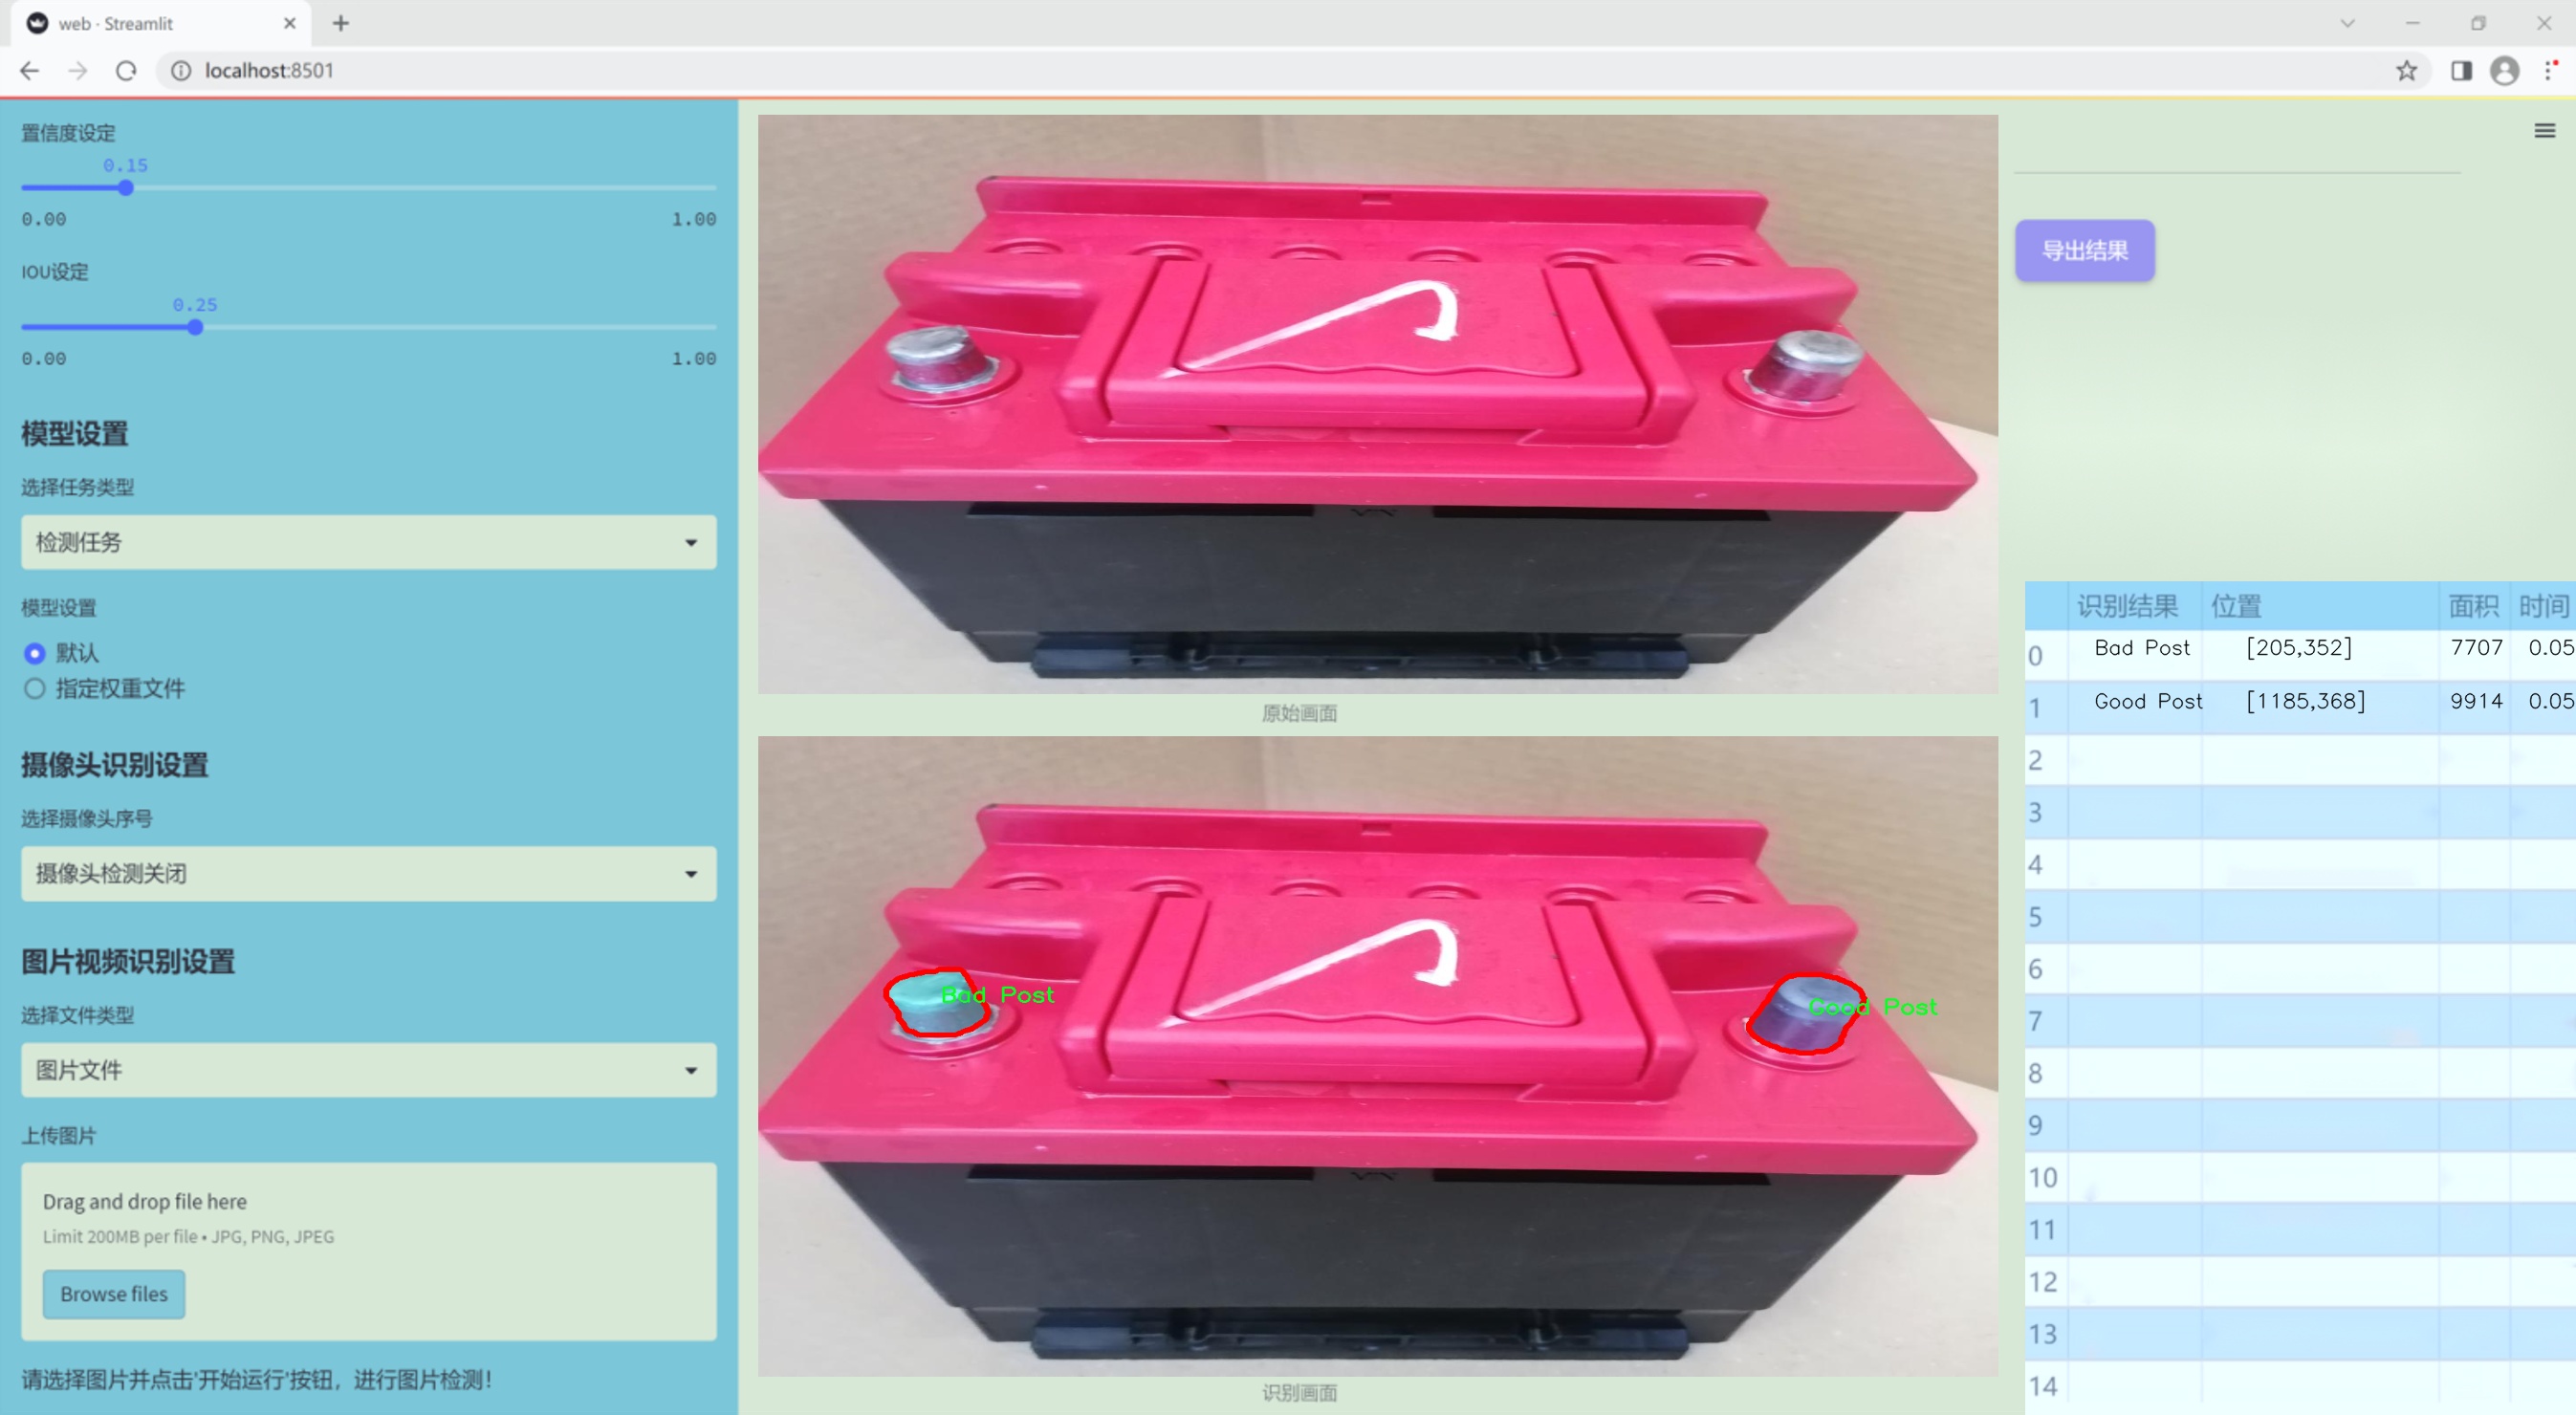 web · Streamlit
localhost:8501
置信度设定
0.15
0.00 1.00
IOU设定
0.25
0.00 1.00
模型设置
选择任务类型
检测任务
模型设置
默认
指定权重文件
摄像头识别设置
选择摄像头序号
摄像头检测关闭
图片视频识别设置
选择文件类型
图片文件
上传图片
Drag and drop file here
Limit 200MB per file • JPG, PNG, JPEG
Browse files
请选择图片并点击'开始运行'按钮，进行图片检测！
原始画面
Bad Post
Good Post
识别画面
导出结果
识别结果 位置 面积 时间
0 Bad Post [205,352] 7707 0.05
1 Good Post [1185,368] 9914 0.05
2
3
4
5
6
7
8
9
10
11
12
13
14